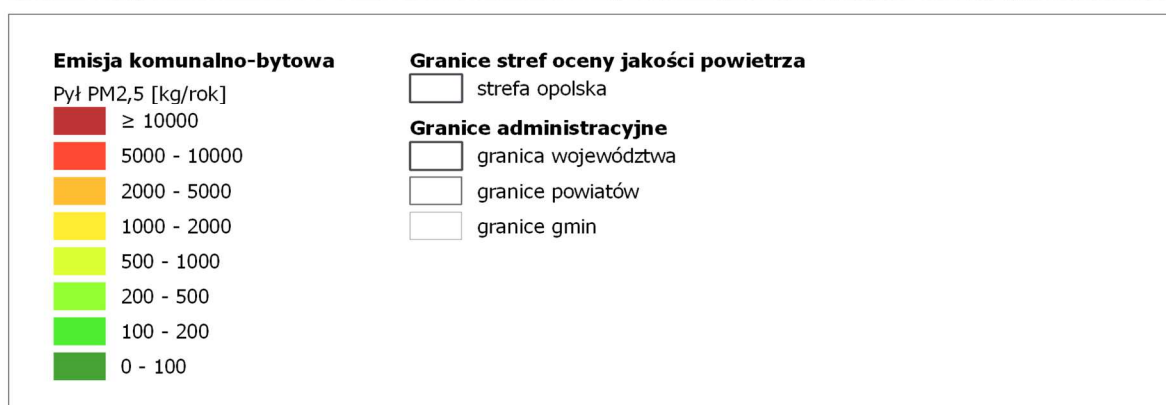 Emisja komunalno-bytowa
Pył PM2,5 [kg/rok]
≥ 10000
5000 - 10000
2000 - 5000
1000 - 2000
500 - 1000
200 - 500
100 - 200
0 - 100
Granice stref oceny jakości powietrza
strefa opolska
Granice administracyjne
granica województwa
granice powiatów
granice gmin